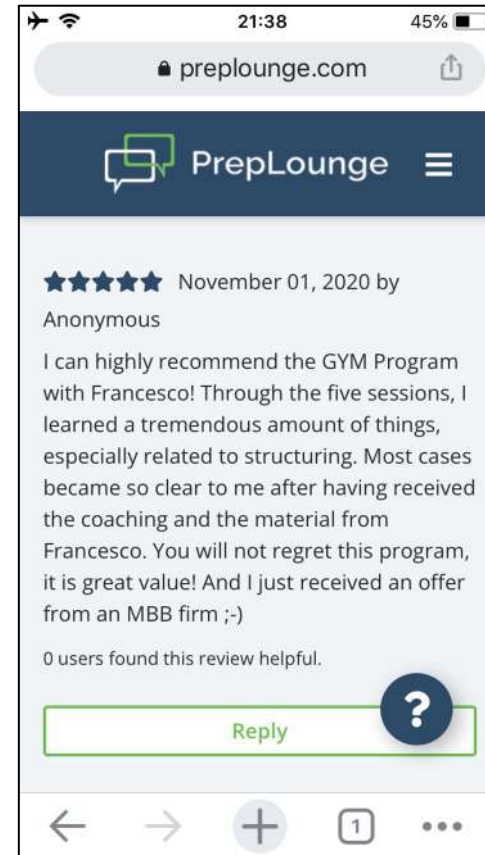 21:38
45%
preplounge.com
PrepLounge
November 01, 2020 by
Anonymous
I can highly recommend the GYM Program
with Francesco! Through the five sessions, I
learned a tremendous amount of things,
especially related to structuring. Most cases
became so clear to me after having received
the coaching and the material from
Francesco. You will not regret this program,
it is great value! And I just received an offer
from an MBB firm ;-)
0 users found this review helpful.
?
Reply
1